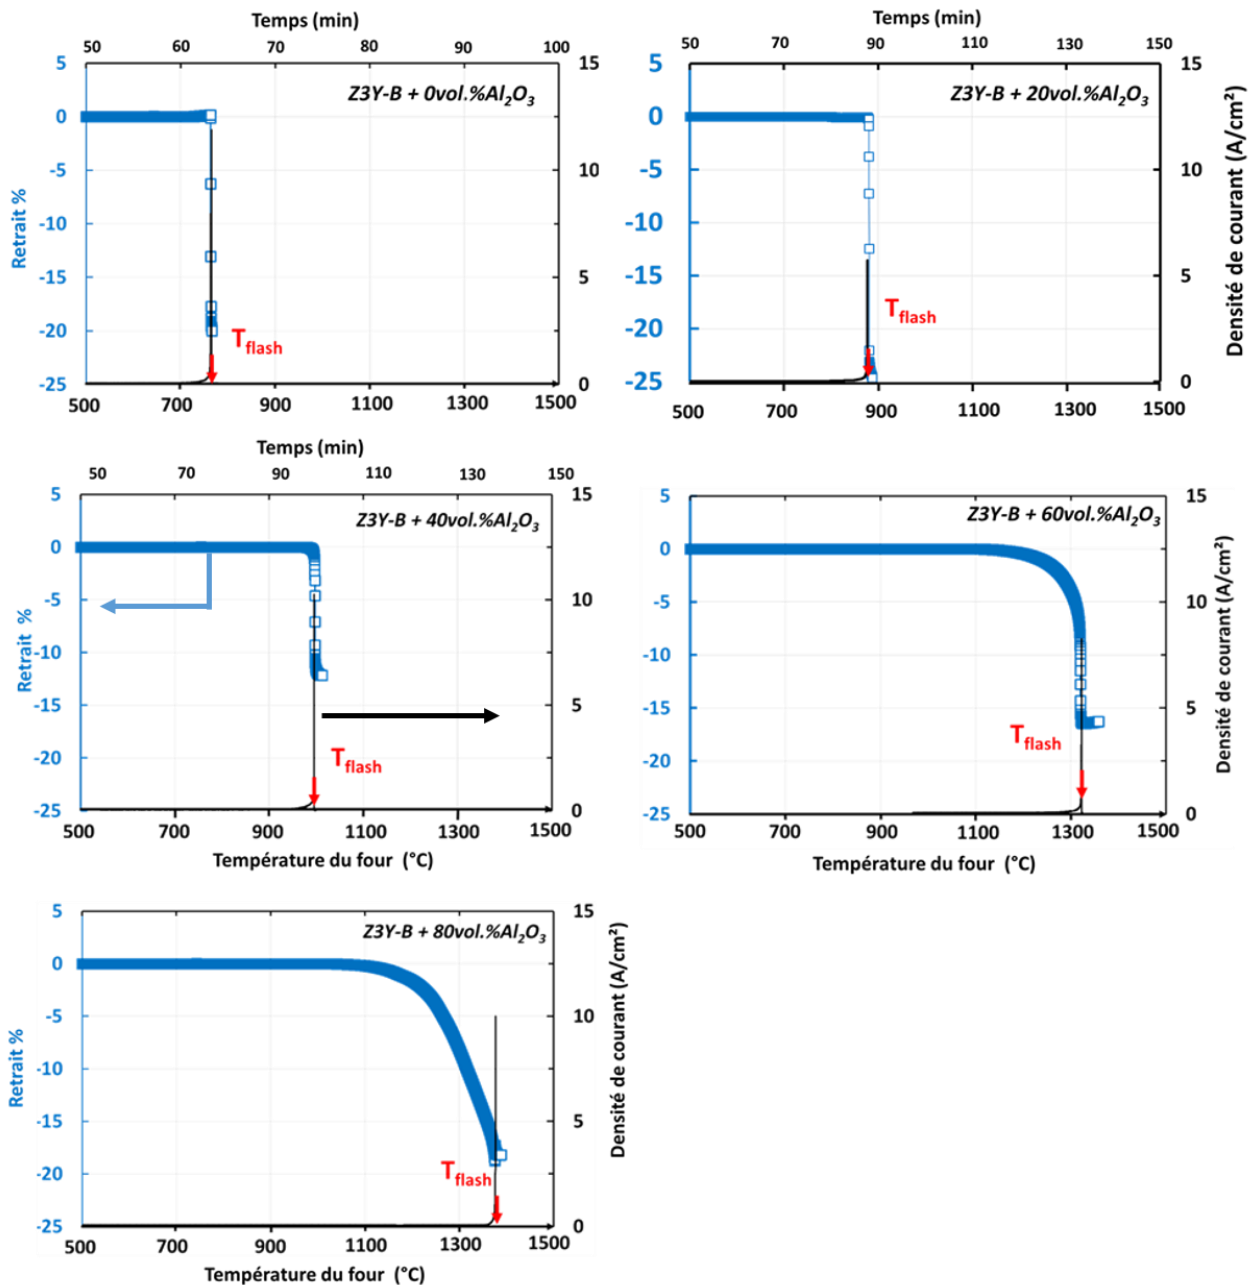 Temps (min)
50 60 70 80 90 100
5 0 -5 -10 -15 -20 -25
Retrait %
Z3Y-B + 0vol.%Al₂O₃
T flash
15 10 5 0
500 700 900 1100 1300 1500
Temps (min)
50 70 90 110 130 150
5 0 -5 -10 -15 -20 -25
Z3Y-B + 20vol.%Al₂O₃
T flash
15 10 5 0
Densité de courant (A/cm²)
500 700 900 1100 1300 1500
Temps (min)
50 70 90 110 130 150
5 0 -5 -10 -15 -20 -25
Retrait %
Z3Y-B + 40vol.%Al₂O₃
T flash
15 10 5 0
500 700 900 1100 1300 1500
Température du four (°C)
5 0 -5 -10 -15 -20 -25
Z3Y-B + 60vol.%Al₂O₃
T flash
15 10 5 0
Densité de courant (A/cm²)
500 700 900 1100 1300 1500
Température du four (°C)
5 0 -5 -10 -15 -20 -25
Retrait %
Z3Y-B + 80vol.%Al₂O₃
T flash
15 10 5 0
Densité de courant (A/cm²)
500 700 900 1100 1300 1500
Température du four (°C)